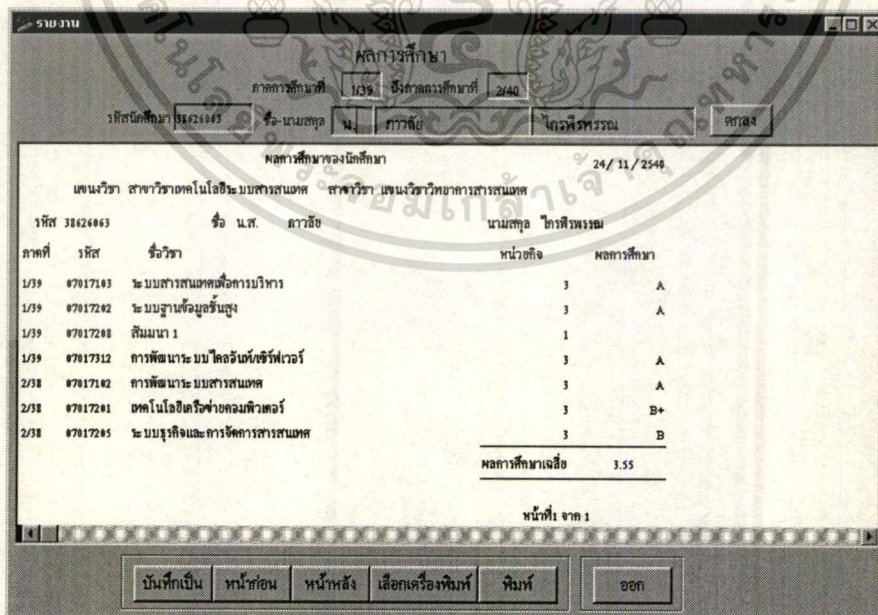 รายงาน
ผลการศึกษา
ภาคการศึกษาที่ 1/39 ถึงภาคการศึกษาที่ 2/40
รหัสนักศึกษา 38626063 ชื่อ-นามสกุล น. ภาวลัย ไกรพีรพรรณ ตกลง
ผลการศึกษาของนักศึกษา 24/ 11 / 2540
แขนงวิชา สาขาวิชาเทคโนโลยีระบบสารสนเทศ สาขาวิชา แขนงวิชาวิทยาการสารสนเทศ
รหัส 38626063 ชื่อ น.ส. ภาวลัย นามสกุล ไกรพีรพรรณ
ภาคที่ รหัส ชื่อวิชา หน่วยกิจ ผลการศึกษา
1/39 07017103 ระบบสารสนเทศเพื่อการบริหาร 3 A
1/39 07017202 ระบบฐานข้อมูลชั้นสูง 3 A
1/39 07017208 สัมมนา 1 1
1/39 07017312 การพัฒนาระบบไคลอันท์/เซิร์ฟเวอร์ 3 A
2/38 07017102 การพัฒนาระบบสารสนเทศ 3 A
2/38 07017201 เทคโนโลยีเครือข่ายคอมพิวเตอร์ 3 B+
2/38 07017205 ระบบธุรกิจและการจัดการสารสนเทศ 3 B
ผลการศึกษาเฉลี่ย 3.55
หน้าที่1 จาก 1
บันทึกเป็น หน้าก่อน หน้าหลัง เลือกเครื่องพิมพ์ พิมพ์ ออก